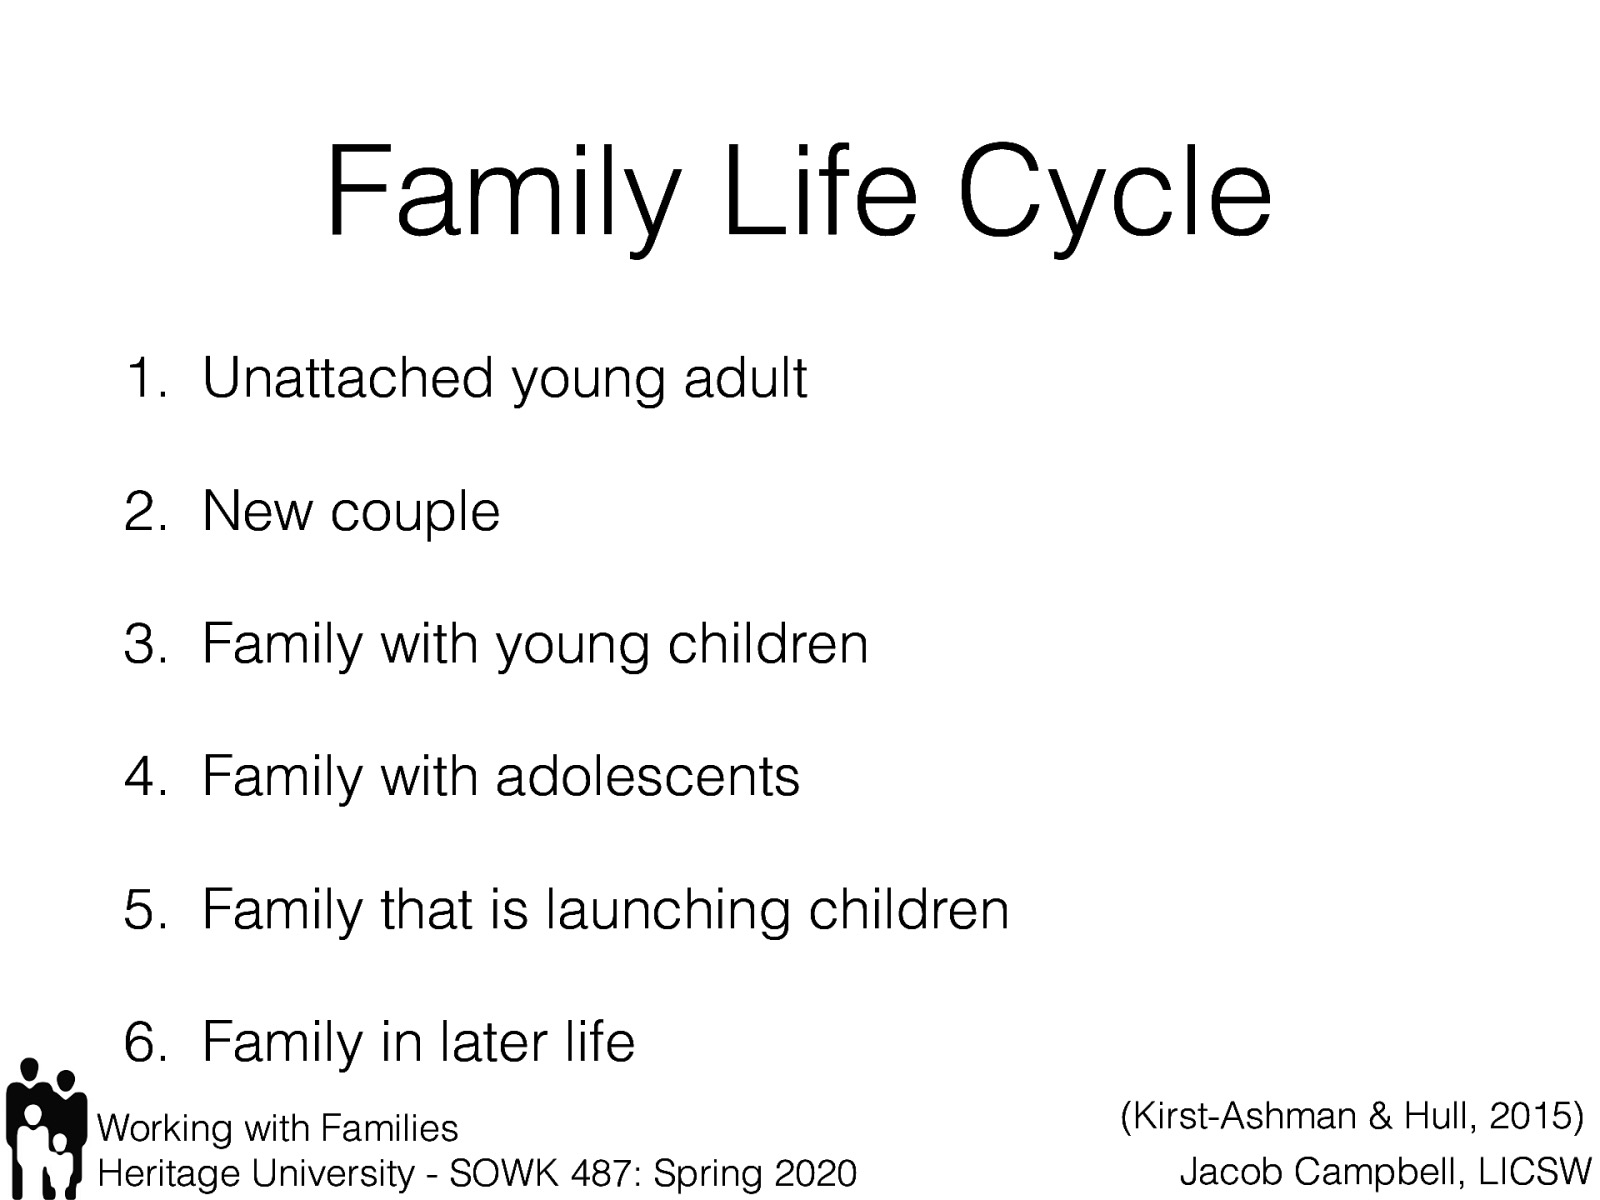 Family Life Cycle
1. Unattached young adult
2. New couple
3. Family with young children
4. Family with adolescents
5. Family that is launching children
6. Family in later life
Working with Families
Heritage University - SOWK 487: Spring 2020
(Kirst-Ashman & Hull, 2015)
Jacob Campbell, LICSW